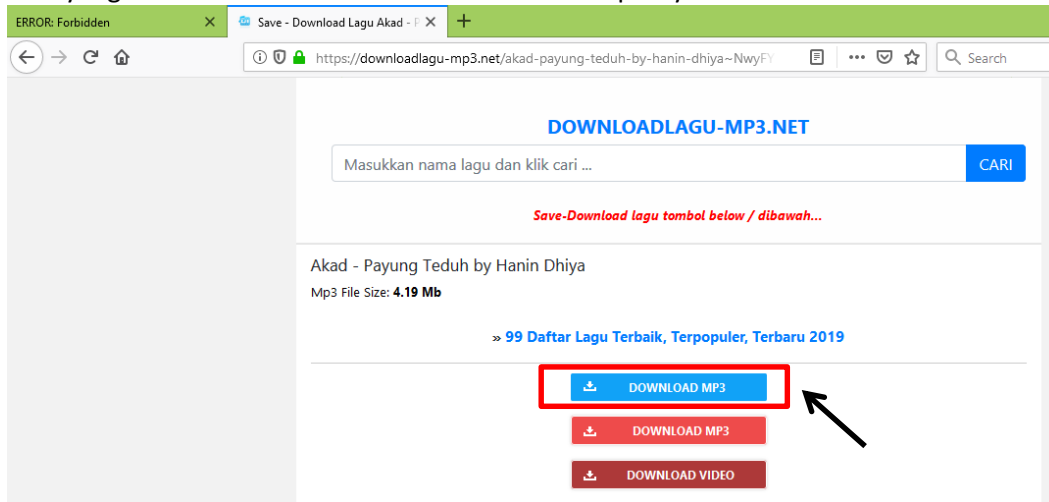 ERROR: Forbidden
Save - Download Lagu Akad - P
https://downloadlagu-mp3.net/akad-payung-teduh-by-hanin-dhiya~NwyFY
Search
DOWNLOADLAGU-MP3.NET
Masukkan nama lagu dan klik cari ...
CARI
Save-Download lagu tombol below / dibawah...
Akad - Payung Teduh by Hanin Dhiya
Mp3 File Size: 4.19 Mb
» 99 Daftar Lagu Terbaik, Terpopuler, Terbaru 2019
DOWNLOAD MP3
DOWNLOAD MP3
DOWNLOAD VIDEO